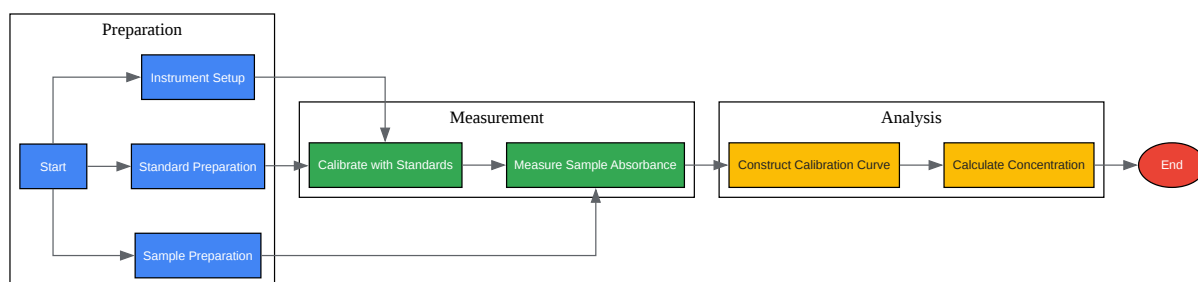 Preparation
Instrument Setup
Start
Standard Preparation
Sample Preparation
Measurement
Calibrate with Standards
Measure Sample Absorbance
Analysis
Construct Calibration Curve
Calculate Concentration
End